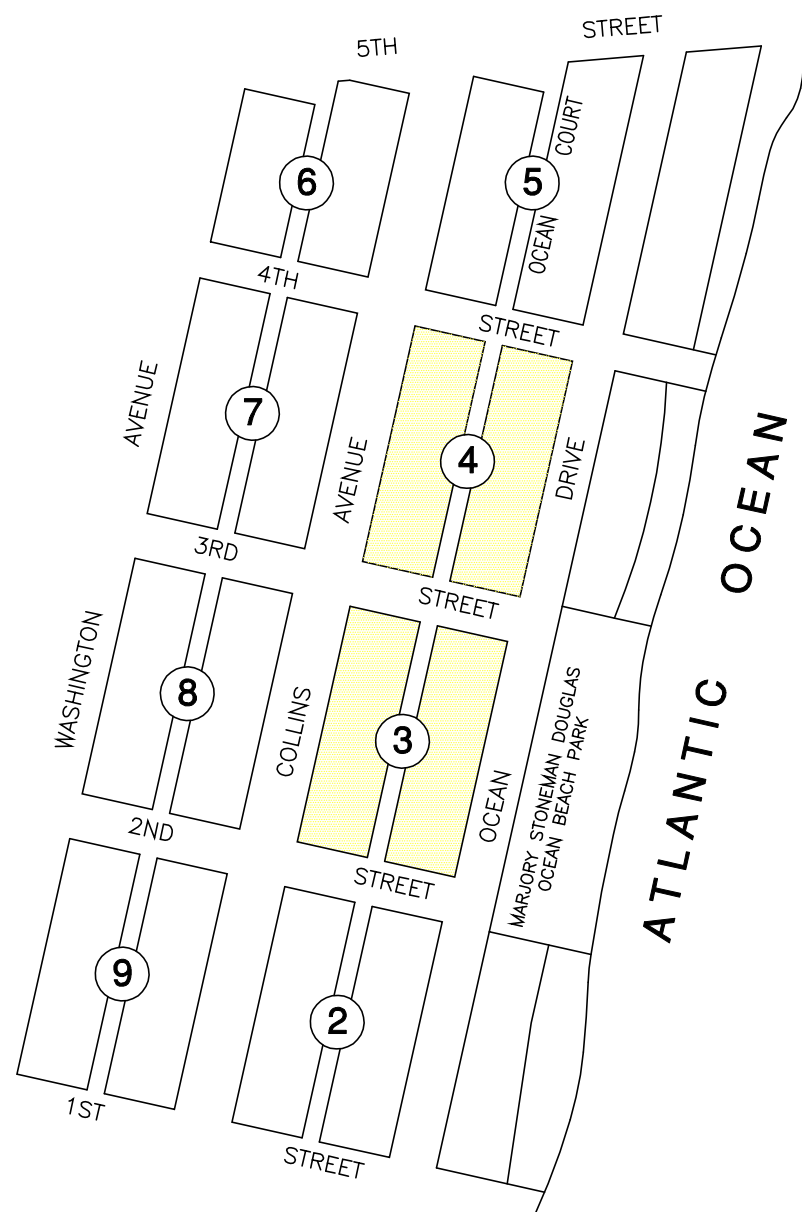 STREET
5TH
COURT
6
5
OCEAN
4TH
STREET
AVENUE
7
AVENUE
4
DRIVE
OCEAN
3RD
STREET
WASHINGTON
8
COLLINS
3
OCEAN
MARJORY STONEMAN DOUGLAS
OCEAN BEACH PARK
ATLANTIC
2ND
STREET
9
2
1ST
STREET